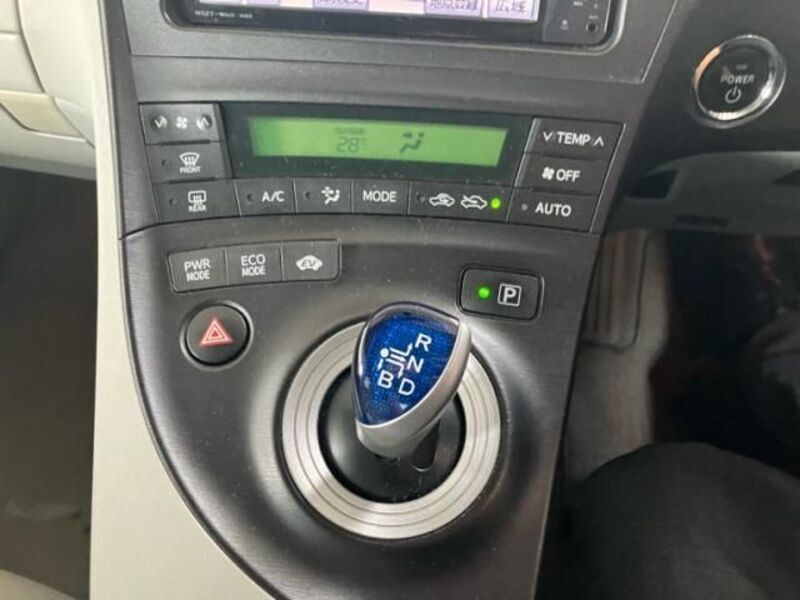 POWER
OUTSIDE
28°
TEMP
FRONT
OFF
REAR
A/C
MODE
AUTO
PWR
MODE
ECO
MODE
EV
P
R
N
B D